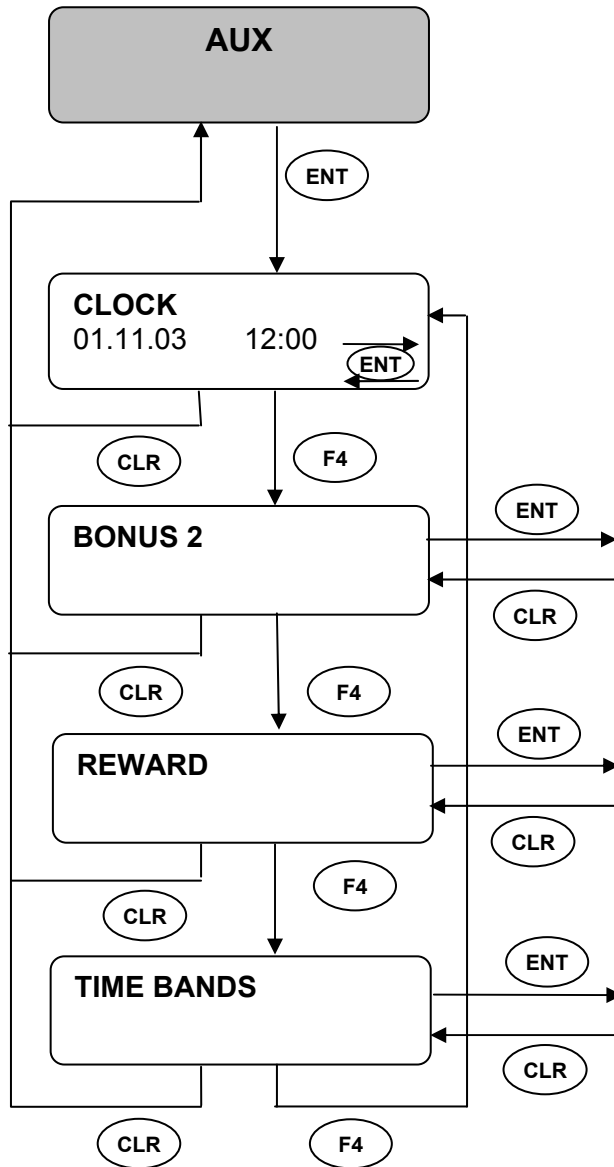 AUX
ENT
CLOCK
01.11.03 12:00
ENT
CLR
F4
ENT
BONUS 2
CLR
CLR
F4
ENT
REWARD
CLR
CLR
F4
ENT
TIME BANDS
CLR
CLR
F4